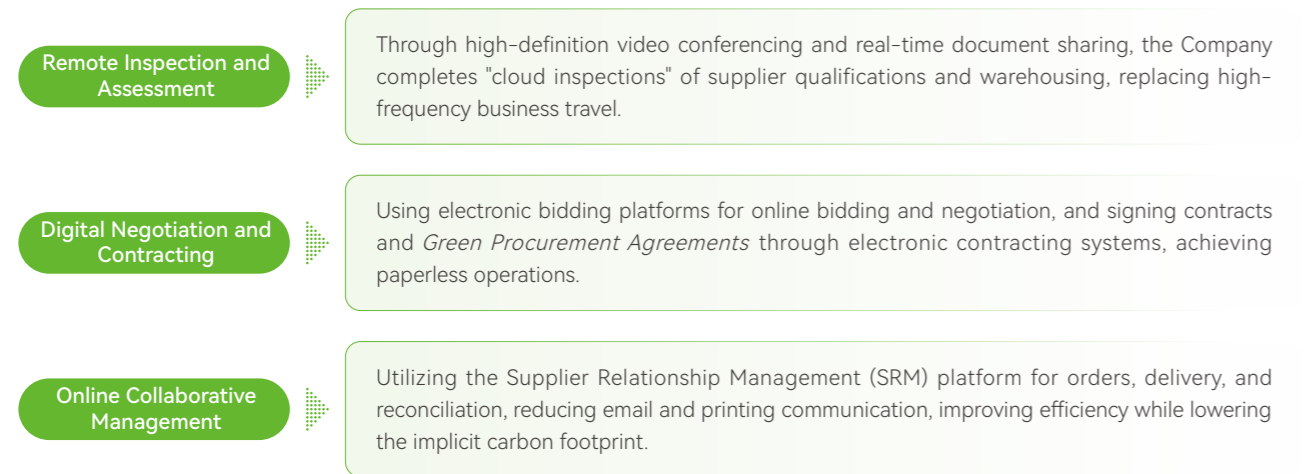 Remote Inspection and
Assessment
Through high-definition video conferencing and real-time document sharing, the Company
completes "cloud inspections" of supplier qualifications and warehousing, replacing high-
frequency business travel.
Digital Negotiation and
Contracting
Using electronic bidding platforms for online bidding and negotiation, and signing contracts
and Green Procurement Agreements through electronic contracting systems, achieving
paperless operations.
Online Collaborative
Management
Utilizing the Supplier Relationship Management (SRM) platform for orders, delivery, and
reconciliation, reducing email and printing communication, improving efficiency while lowering
the implicit carbon footprint.